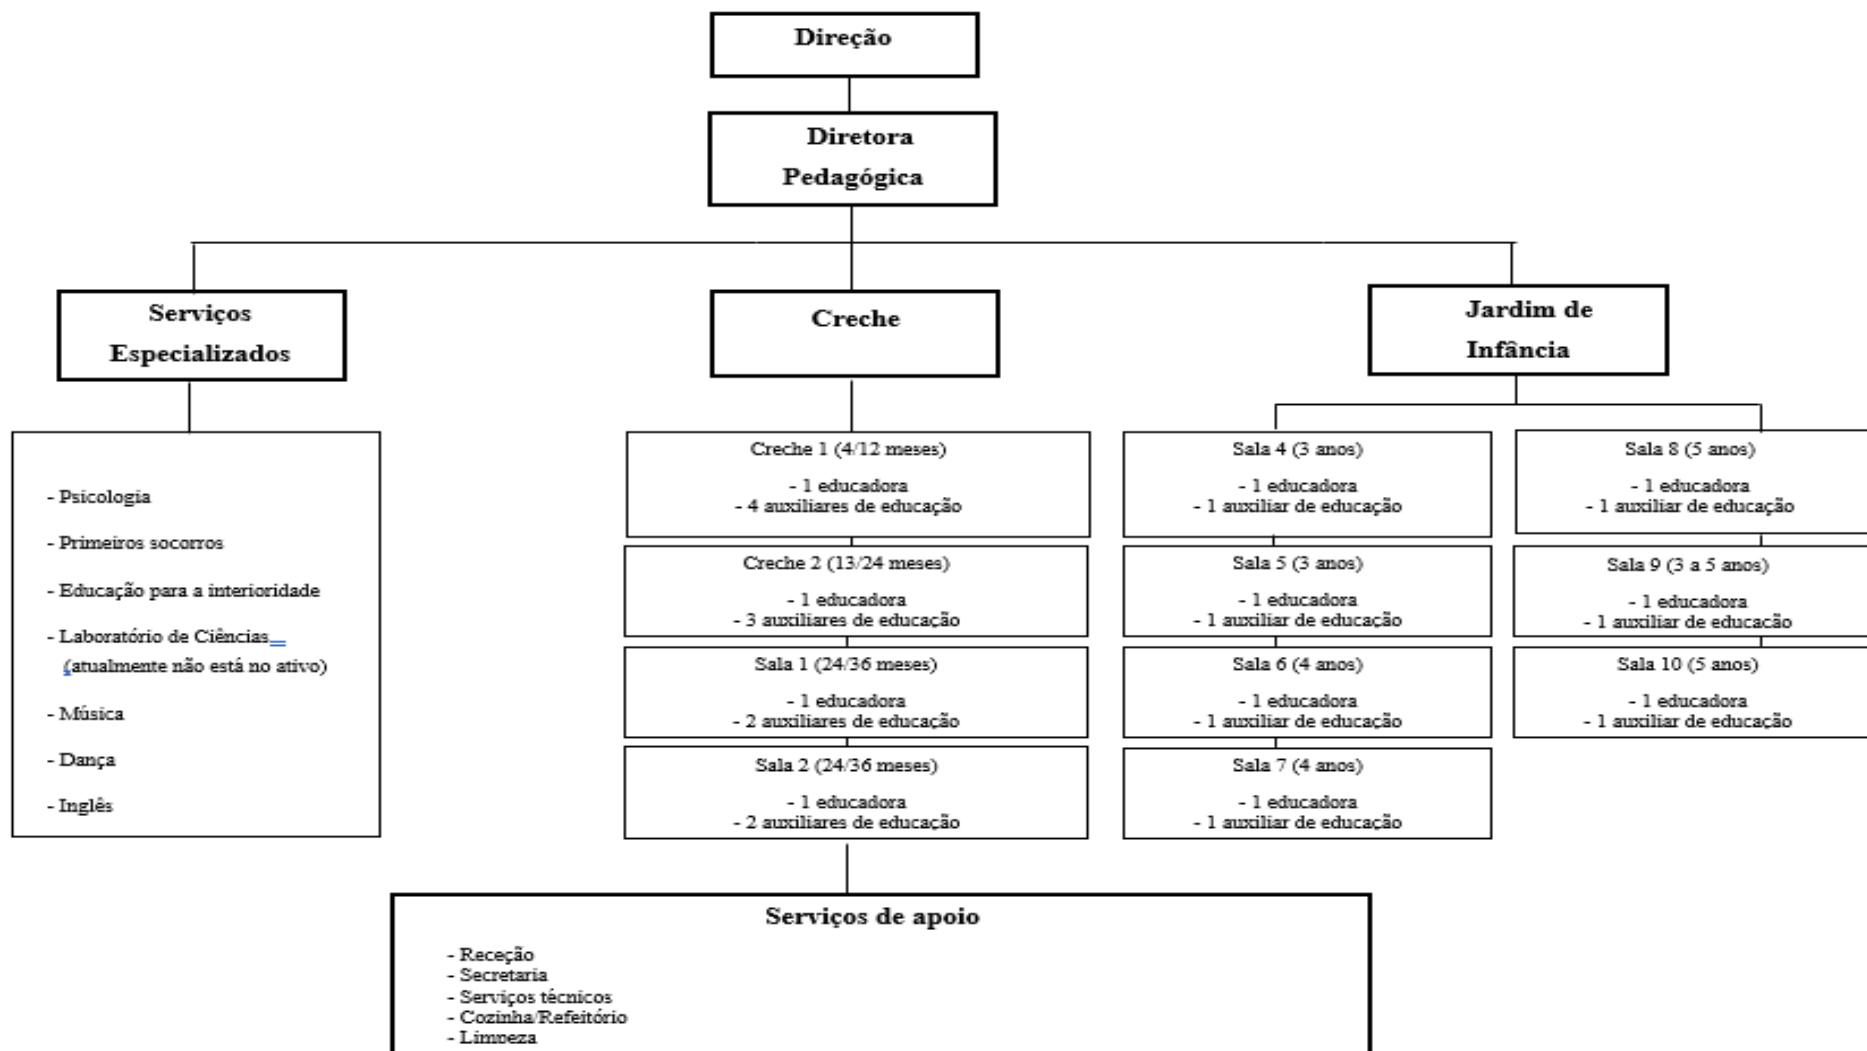 Direção
Diretora
Pedagógica
Serviços
Especializados
- Psicologia
- Primeiros socorros
- Educação para a interioridade
- Laboratório de Ciências
(atualmente não está no ativo)
- Música
- Dança
- Inglês
Creche
Creche 1 (4/12 meses)
- 1 educadora
- 4 auxiliares de educação
Creche 2 (13/24 meses)
- 1 educadora
- 3 auxiliares de educação
Sala 1 (24/36 meses)
- 1 educadora
- 2 auxiliares de educação
Sala 2 (24/36 meses)
- 1 educadora
- 2 auxiliares de educação
Jardim de
Infância
Sala 4 (3 anos)
- 1 educadora
- 1 auxiliar de educação
Sala 5 (3 anos)
- 1 educadora
- 1 auxiliar de educação
Sala 6 (4 anos)
- 1 educadora
- 1 auxiliar de educação
Sala 7 (4 anos)
- 1 educadora
- 1 auxiliar de educação
Sala 8 (5 anos)
- 1 educadora
- 1 auxiliar de educação
Sala 9 (3 a 5 anos)
- 1 educadora
- 1 auxiliar de educação
Sala 10 (5 anos)
- 1 educadora
- 1 auxiliar de educação
Serviços de apoio
- Receção
- Secretaria
- Serviços técnicos
- Cozinha/Refeitório
- Limpeza